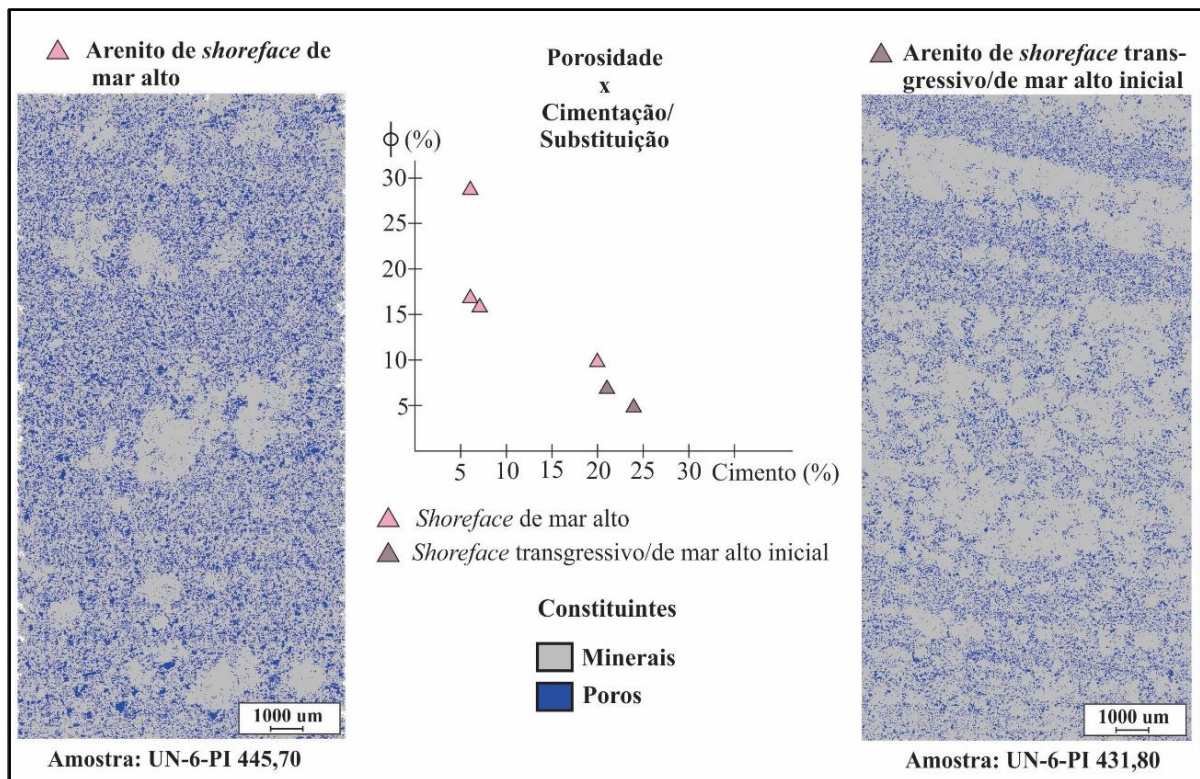 Arenito de shoreface de
mar alto
Porosidade
x
Cimentação/
Substituição
Arenito de shoreface trans-
gressivo/de mar alto inicial
ϕ (%)
30
25
20
15
10
5
5 10 15 20 25 30 Cimento (%)
Shoreface de mar alto
Shoreface transgressivo/de mar alto inicial
Constituintes
Minerais
Poros
1000 um
1000 um
Amostra: UN-6-PI 445,70
Amostra: UN-6-PI 431,80